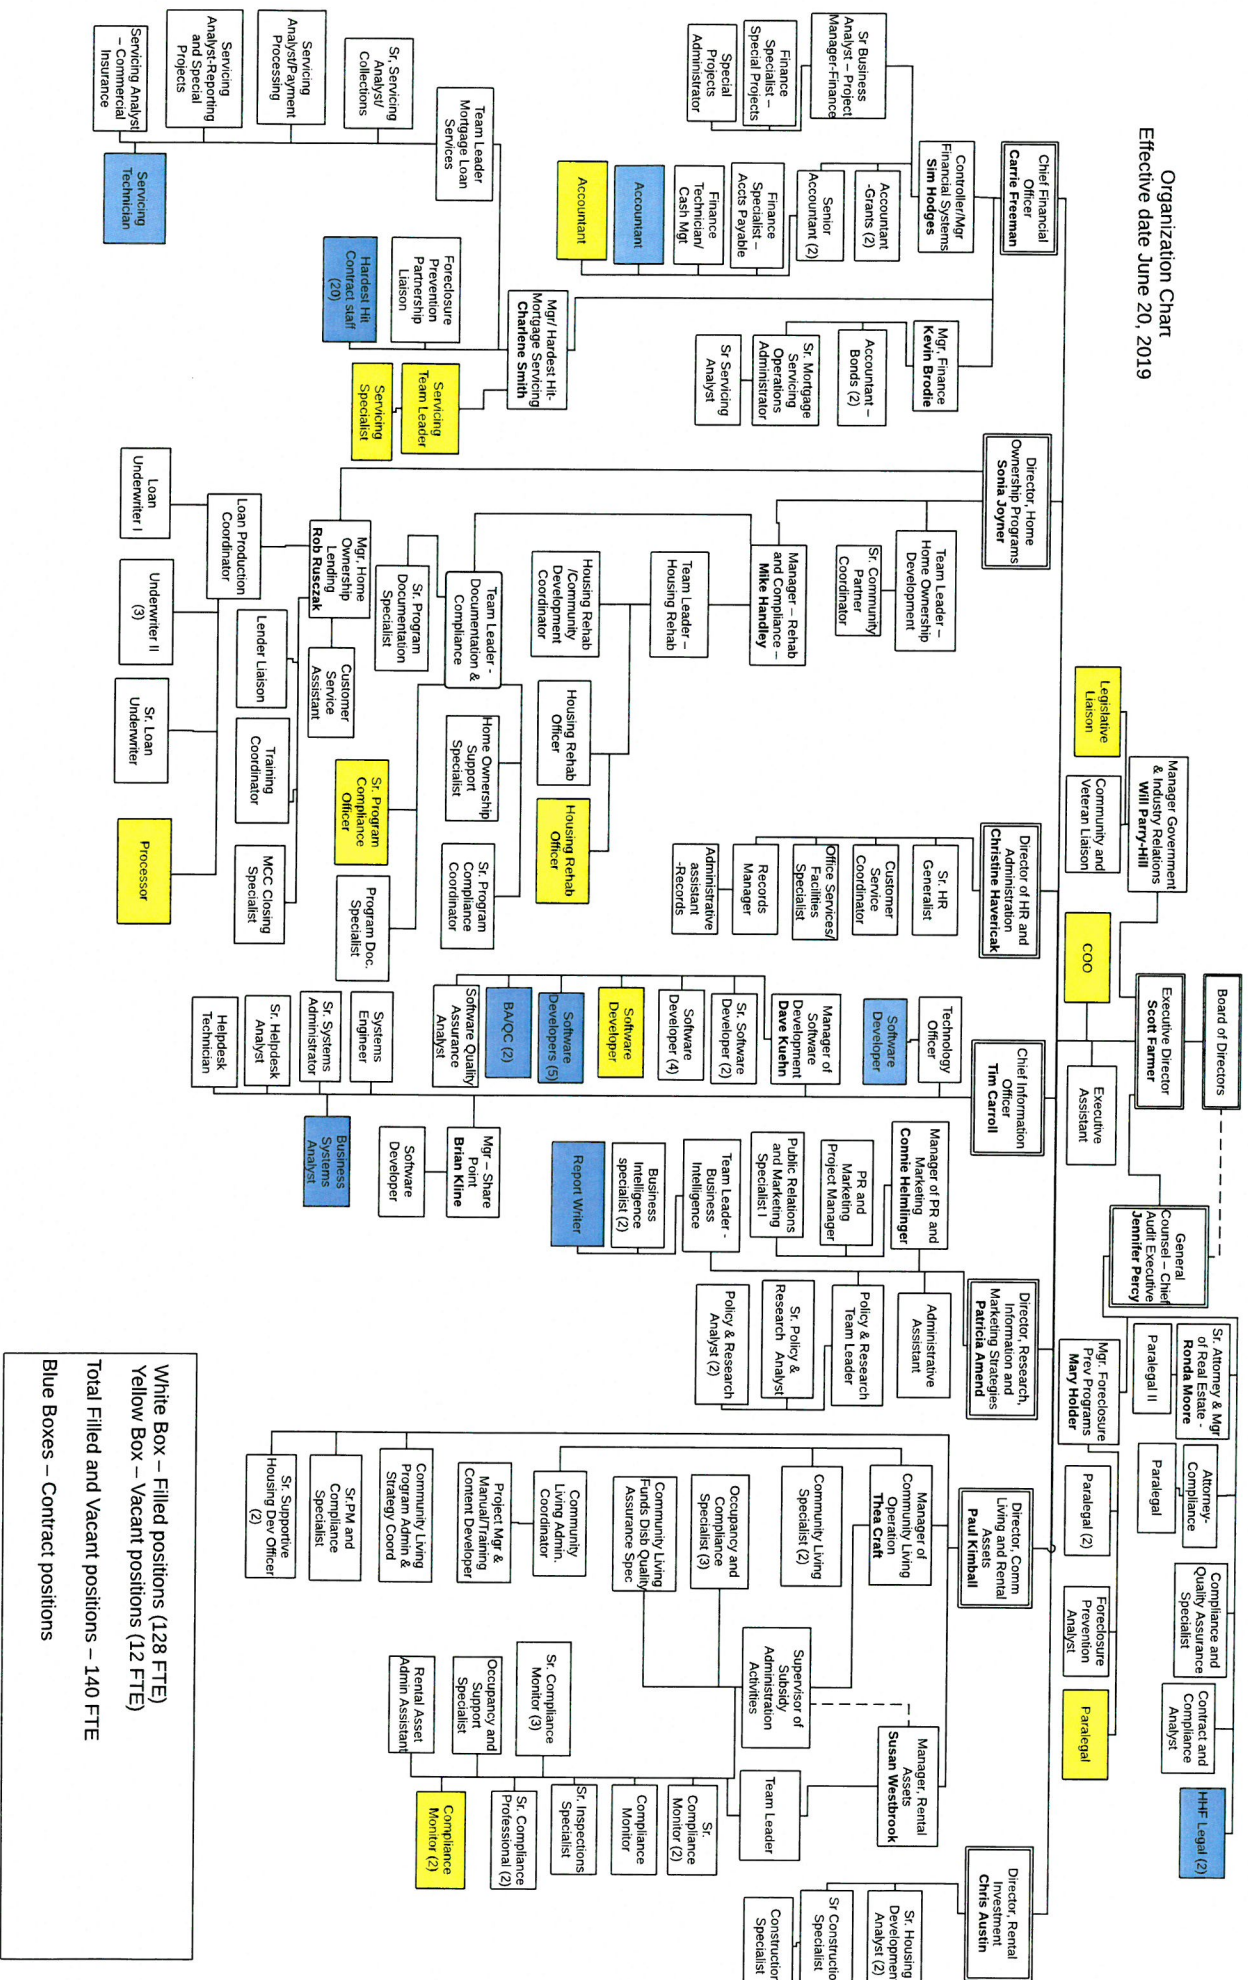 Organization Chart
Effective date June 20, 2019
Board of Directors
Executive Director
Scott Farmer
COO
Executive
Assistant
Manager Government
& Industry Relations
Will Parry-Hill
Legislative
Liaison
Community and
Veteran Liaison
General
Counsel – Chief
Audit Executive
Jennifer Percy
Sr. Attorney & Mgr
of Real Estate -
Ronda Moore
Attorney-
Compliance
Compliance and
Quality Assurance
Specialist
Contract and
Compliance
Analyst
HHF Legal (2)
Paralegal II
Paralegal
Mgr. Foreclosure
Prev Programs
Mary Holder
Paralegal (2)
Foreclosure
Prevention
Analyst
Paralegal
Chief Financial
Officer
Carrie Freeman
Controller/Mgr
Financial Systems
Sim Hodges
Sr Business
Analyst – Project
Manager-Finance
Finance
Specialist –
Special Projects
Special
Projects
Administrator
Accountant
-Grants (2)
Senior
Accountant (2)
Finance
Specialist –
Accts Payable
Finance
Technician/
Cash Mgt
Accountant
Accountant
Mgr, Finance
Kevin Brodie
Accountant –
Bonds (2)
Sr. Mortgage
Servicing
Operations
Administrator
Sr Servicing
Analyst
Mgr/ Hardest Hit-
Mortgage Servicing
Charlene Smith
Team Leader
Mortgage Loan
Services
Sr, Servicing
Analyst/
Collections
Servicing
Analyst/Payment
Processing
Servicing
Analyst-Reporting
and Special
Projects
Servicing Analyst
– Commercial
Insurance
Servicing
Technician
Foreclosure
Prevention
Partnership
Liaison
Hardest Hit
Contract staff
(20)
Servicing
Team Leader
Servicing
Specialist
Director, Home
Ownership Programs
Sonia Joyner
Team Leader –
Home Ownership
Development
Sr. Community
Partner
Coordinator
Manager – Rehab
and Compliance –
Mike Handley
Team Leader –
Housing Rehab
Housing Rehab
/Community
Development
Coordinator
Housing Rehab
Officer
Housing Rehab
Officer
Team Leader -
Documentation &
Compliance
Sr. Program
Documentation
Specialist
Home Ownership
Support
Specialist
Sr. Program
Compliance
Coordinator
Sr. Program
Compliance
Officer
Program Doc.
Specialist
Mgr, Home
Ownership
Lending
Rob Rusczak
Customer
Service
Assistant
Loan Production
Coordinator
Lender Liaison
Training
Coordinator
MCC Closing
Specialist
Loan
Underwriter I
Underwriter II
(3)
Sr. Loan
Underwriter
Processor
Director of HR and
Administration
Christine Havericak
Sr. HR
Generalist
Customer
Service
Coordinator
Office Services/
Facilities
Specialist
Records
Manager
Administrative
assistant
-Records
Chief Information
Officer
Tim Carroll
Technology
Officer
Software
Developer
Manager of
Software
Development
Dave Kuehn
Sr. Software
Developer (2)
Software
Developer (4)
Software
Developer
Software
Developers (5)
BA/QC (2)
Software Quality
Assurance
Analyst
Mgr – Share
Point
Brian Kline
Software
Developer
Systems
Engineer
Sr. Systems
Administrator
Business
Systems
Analyst
Sr. Helpdesk
Analyst
Helpdesk
Technician
Director, Research,
Information and
Marketing Strategies
Patricia Amend
Manager of PR and
Marketing
Connie Helmlinger
PR and
Marketing
Project Manager
Public Relations
and Marketing
Specialist I
Administrative
Assistant
Policy & Research
Team Leader
Sr. Policy &
Research Analyst
Policy & Research
Analyst (2)
Team Leader -
Business
Intelligence
Business
Intelligence
specialist (2)
Report Writer
Director, Comm
Living and Rental
Assets
Paul Kimball
Manager of
Community Living
Operation
Thea Craft
Community Living
Specialist (2)
Occupancy and
Compliance
Specialist (3)
Community Living
Funds Disb Quality
Assurance Spec
Community
Living Admin.
Coordinator
Project Mgr &
Manual/Training
Content Developer
Community Living
Program Admin &
Strategy Coord
Sr.PM and
Compliance
Specialist
Sr. Supportive
Housing Dev Officer
(2)
Supervisor of
Subsidy
Administration
Activities
Manager, Rental
Assets
Susan Westbrook
Team Leader
Sr.
Compliance
Monitor (2)
Compliance
Monitor
Sr. Inspections
Specialist
Sr. Compliance
Professional (2)
Compliance
Monitor (2)
Sr. Compliance
Monitor (3)
Occupancy and
Support
Specialist
Rental Asset
Admin Assistant
Director, Rental
Investment
Chris Austin
Sr. Housing
Developmen
Analyst (2)
Sr Constructio
Specialist
Construction
Specialist
White Box – Filled positions (128 FTE)
Yellow Box – Vacant positions (12 FTE)
Total Filled and Vacant positions – 140 FTE
Blue Boxes – Contract positions